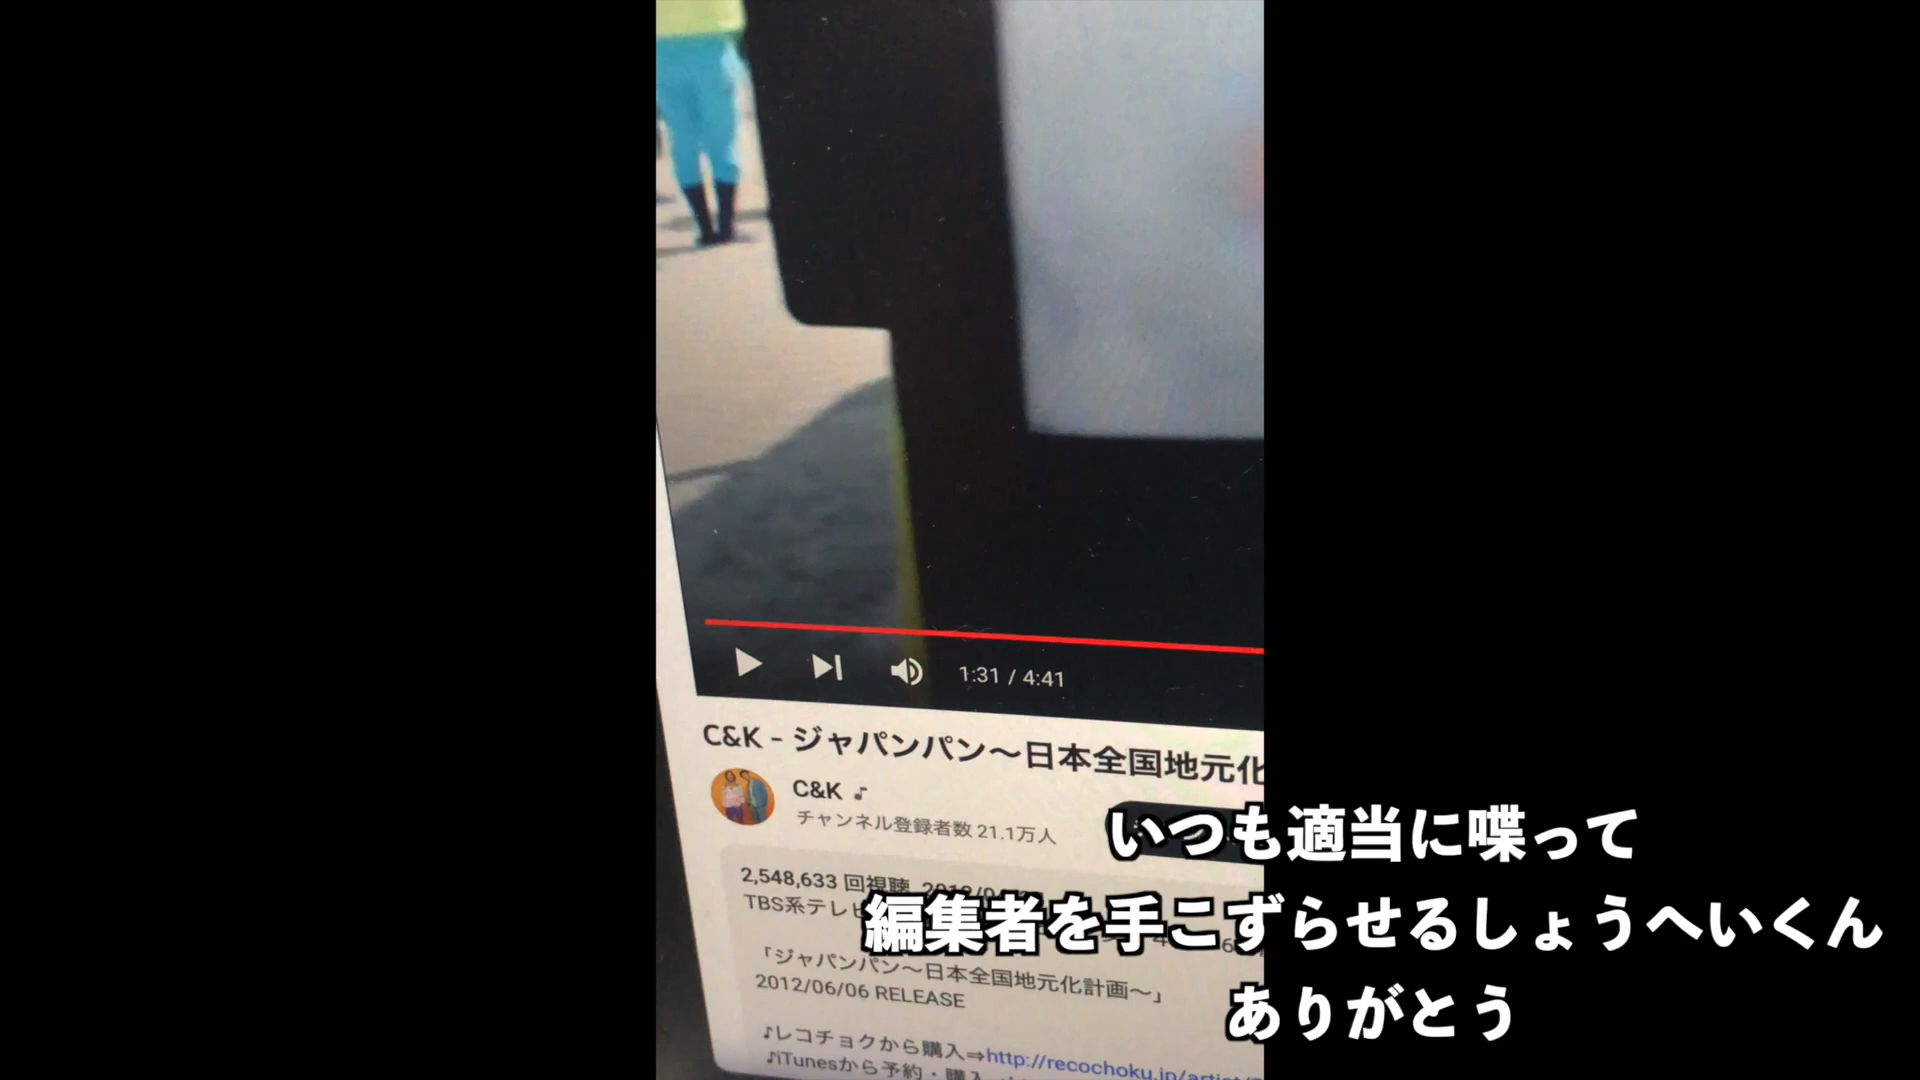 1:31 / 4:41
C&K - ジャパンパン〜日本全国地元化
C&K ♪
チャンネル登録者数 21.1万人
2,548,633 回視聴
TBS系テレビ
「ジャパンパン〜日本全国地元化計画〜」
2012/06/06 RELEASE
♪レコチョクから購入⇒http://recochoku.jp/artist/
♪iTunesから予約・購入
いつも適当に喋って
編集者を手こずらせるしょうへいくん
ありがとう